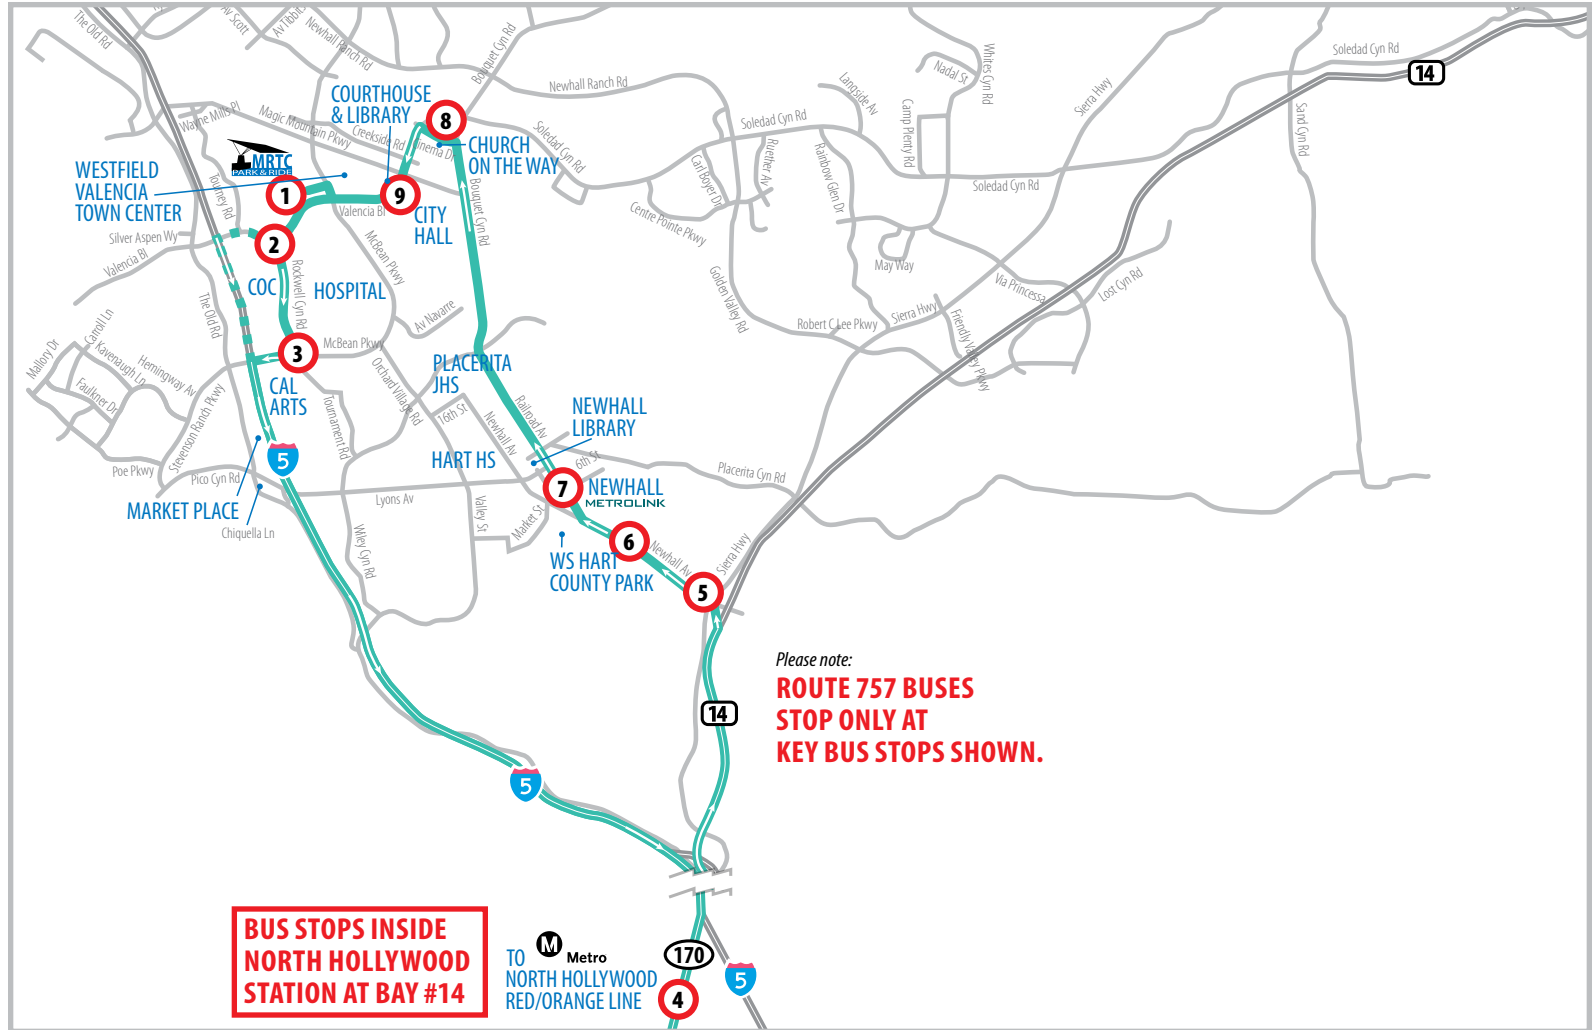 The Old Rd
Av Scott
Av Tibbits
Newhall Ranch Rd
Bouquet Cyn Rd
Newhall Ranch Rd
Whites Cyn Rd
Nadal St
Langside Av
Camp Plenty Rd
Sierra Hwy
Soledad Cyn Rd
14
Sand Cyn Rd
Wayne Mills Pl
Magic Mountain Pkwy
COURTHOUSE
& LIBRARY
Creekside Rd
Cinema Dr
8
CHURCH
ON THE WAY
Soledad Cyn Rd
Soledad Cyn Rd
Ruether Av
Carl Boyer Dr
Rainbow Glen Dr
Soledad Cyn Rd
MRTC
PARK & RIDE
WESTFIELD
VALENCIA
TOWN CENTER
1
9
CITY
HALL
Valencia Bl
Tourney Rd
Bouquet Cyn Rd
Centre Pointe Pkwy
Silver Aspen Wy
Valencia Bl
2
McBean Pkwy
May Way
Golden Valley Rd
Via Princessa
Lost Cyn Rd
COC
HOSPITAL
Rockwell Cyn Rd
The Old Rd
Av Navarre
Robert C Lee Pkwy
Sierra Hwy
Friendly Valley Pkwy
3
McBean Pkwy
Mallory Dr
Carroll Ln
Kavenaugh Ln
Hemingway Av
Faulkner Dr
Stevenson Ranch Pkwy
CAL
ARTS
Tournament Rd
Orchard Village Rd
PLACERITA
JHS
16th St
Newhall Av
Railroad Av
NEWHALL
LIBRARY
6th St
HART HS
Placerita Cyn Rd
Poe Pkwy
Pico Cyn Rd
5
Lyons Av
MARKET PLACE
Chiquella Ln
Wiley Cyn Rd
Valley St
Market St
7
NEWHALL
METROLINK
6
Newhall Av
Sierra Hwy
WS HART
COUNTY PARK
5
Please note:
ROUTE 757 BUSES
STOP ONLY AT
KEY BUS STOPS SHOWN.
14
5
BUS STOPS INSIDE
NORTH HOLLYWOOD
STATION AT BAY #14
M
Metro
TO
NORTH HOLLYWOOD
RED/ORANGE LINE
170
5
4